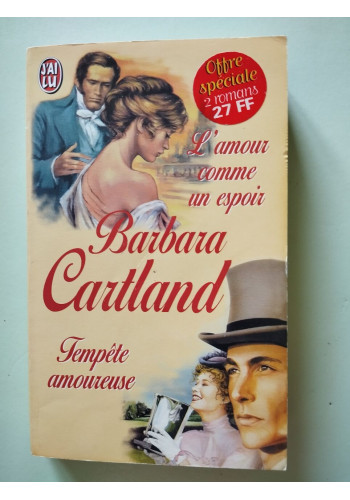 J'AI
LU
Offre
spéciale
2 romans
27 FF
L'amour
comme
un espoir
Barbara
Cartland
Tempête
amoureuse